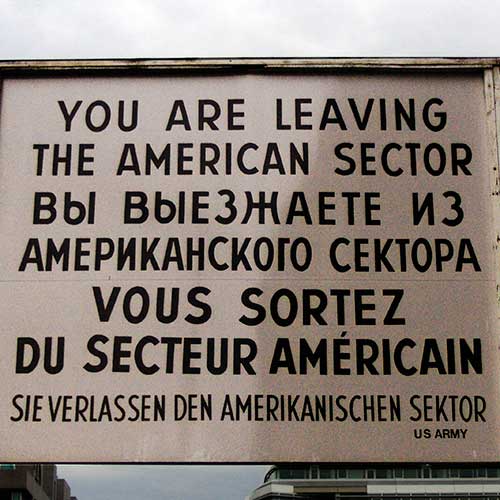 YOU ARE LEAVING
THE AMERICAN SECTOR
ВЫ ВЫЕЗЖАЕТЕ ИЗ
АМЕРИКАНСКОГО СЕКТОРА
VOUS SORTEZ
DU SECTEUR AMÉRICAIN
SIE VERLASSEN DEN AMERIKANISCHEN SEKTOR
US ARMY